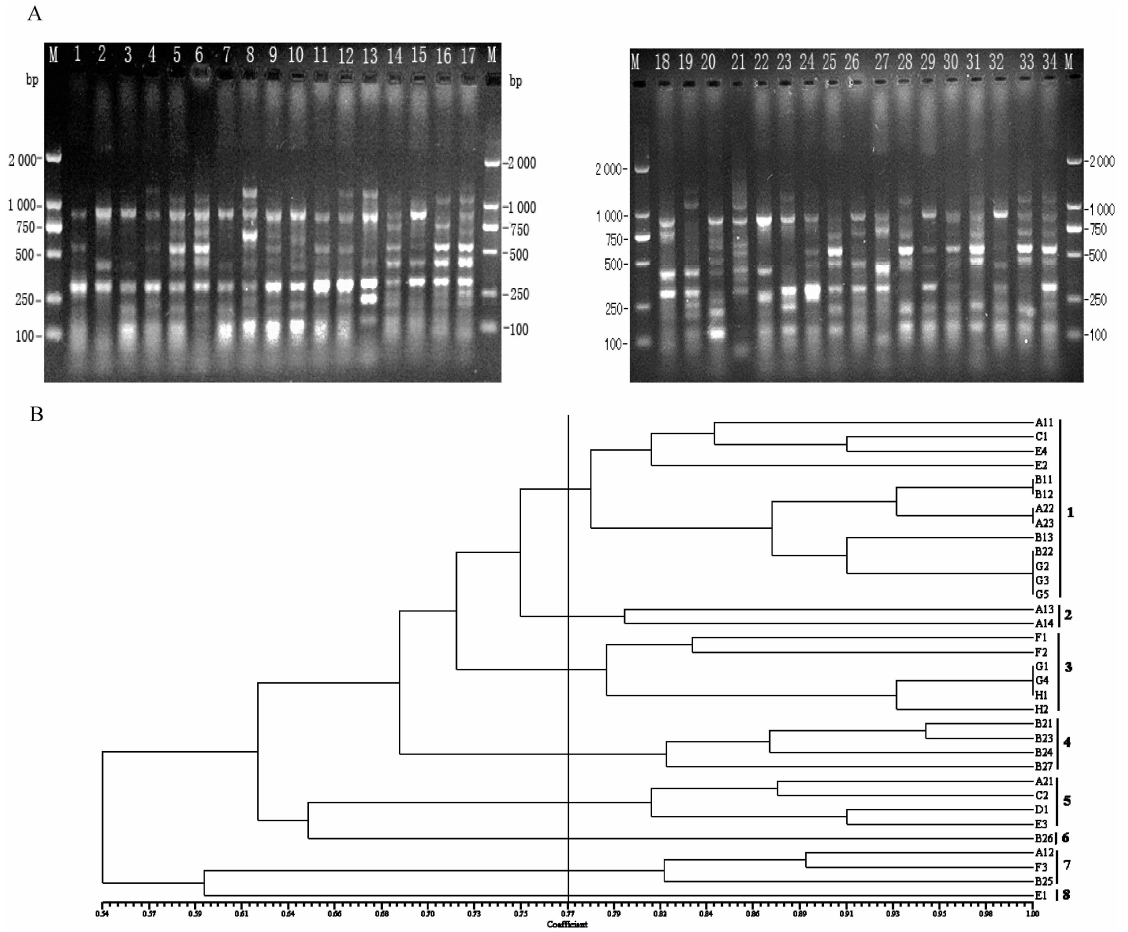 A
M 1 2 3 4 5 6 7 8 9 10 11 12 13 14 15 16 17 M
bp
bp
2 000
1 000
750
500
250
100
2 000
1 000
750
500
250
100
M 18 19 20 21 22 23 24 25 26 27 28 29 30 31 32 33 34 M
2 000
1 000
750
500
250
100
2 000
1 000
750
500
250
100
B
A11
C1
E4
E2
B11
B12
A22
A23
B13
B22
G2
G3
G5
1
A13
A14
2
F1
F2
G1
G4
H1
H2
3
B21
B23
B24
B27
4
A21
C2
D1
E3
5
B26
6
A12
F3
B25
7
E1
8
0.54 0.57 0.59 0.61 0.64 0.66 0.68 0.70 0.73 0.75 0.77 0.79 0.82 0.84 0.86 0.89 0.91 0.93 0.95 0.98 1.00
Coefficient